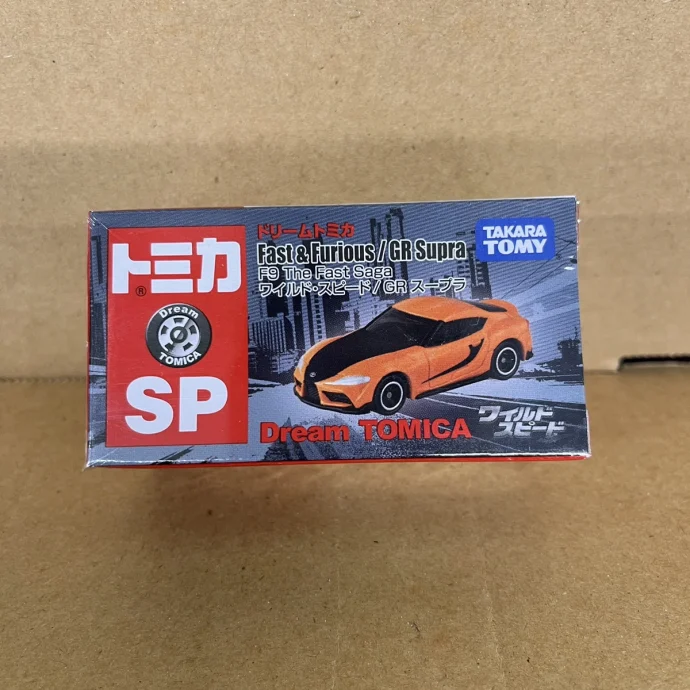 トミカ
®
Dream
TOMICA
SP
ドリームトミカ
Fast & Furious / GR Supra
F9 The Fast Saga
ワイルド・スピード / GR スープラ
TAKARA
TOMY
Dream TOMICA
ワイルド
スピード